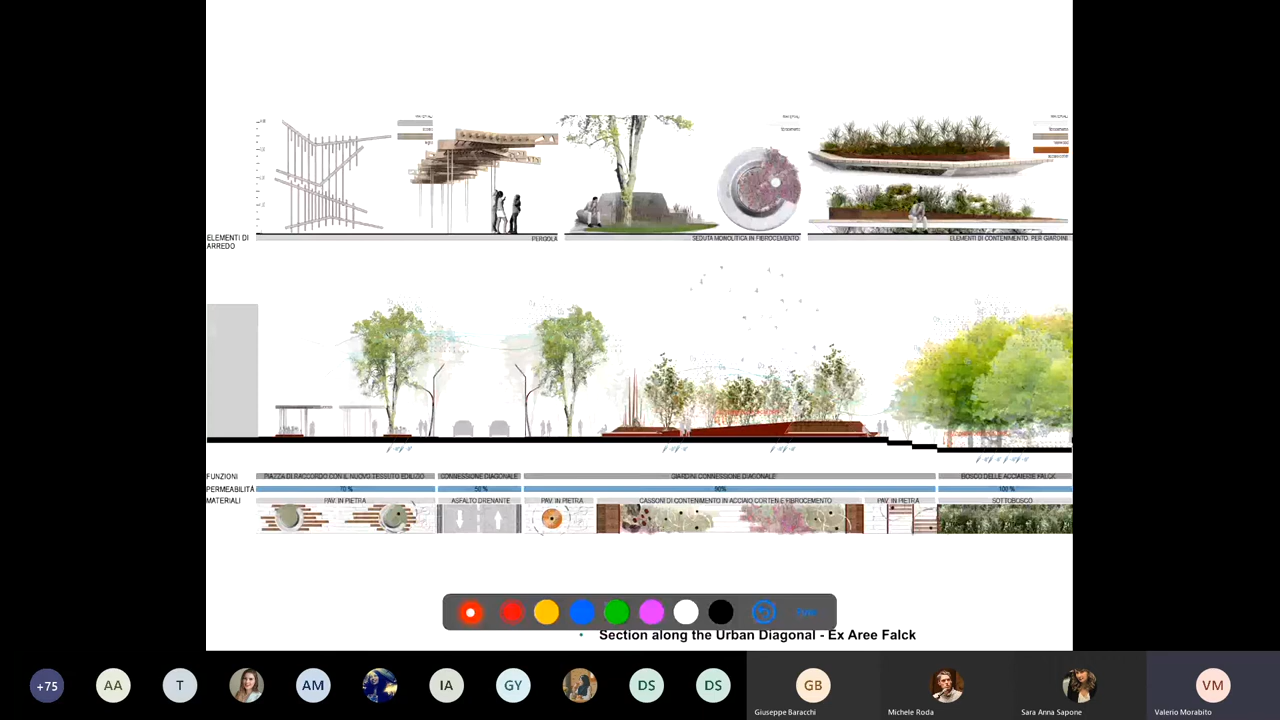 ELEMENTI DI
ARREDO
PERGOLA
SEDUTA MONOLITICA IN FIBROCEMENTO
ELEMENTI DI CONTENIMENTO PER GIARDINI
FUNZIONI
PIAZZA DI RACCORDO CON IL NUOVO TESSUTO EDILIZIO
CONNESSIONE DIAGONALE
GIARDINI CONNESSIONE DIAGONALE
BOSCO DELLE ACCIAIERIE FALCK
PERMEABILITÀ
70 %
50 %
90%
100 %
MATERIALI
PAV. IN PIETRA
ASFALTO DRENANTE
PAV. IN PIETRA
CASSONI DI CONTENIMENTO IN ACCIAIO CORTEN E FIBROCEMENTO
PAV. IN PIETRA
SOTTOBOSCO
• Section along the Urban Diagonal - Ex Aree Falck
+75
AA
T
AM
IA
GY
DS
DS
GB
VM
Giuseppe Baracchi
Michele Roda
Sara Anna Sapone
Valerio Morabito